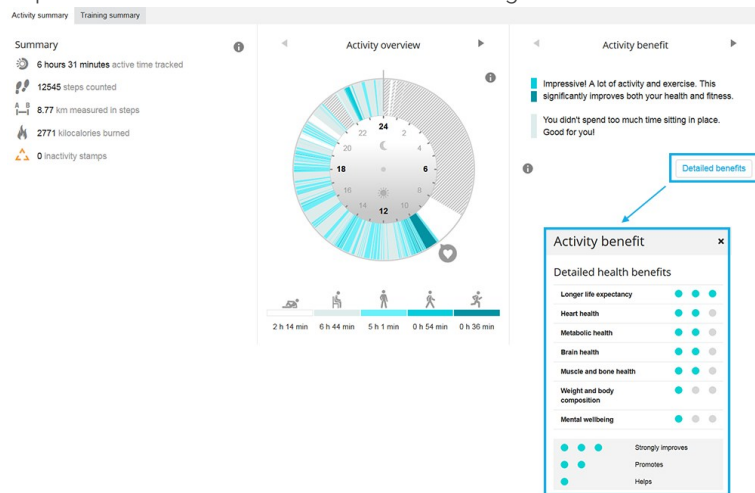 Activity summary
Training summary
Summary
6 hours 31 minutes active time tracked
12545 steps counted
A B
8.77 km measured in steps
2771 kilocalories burned
0 inactivity stamps
Activity overview
24
22
2
20
4
18
6
16
8
14
10
12
2 h 14 min
6 h 44 min
5 h 1 min
0 h 54 min
0 h 36 min
Activity benefit
Impressive! A lot of activity and exercise. This
significantly improves both your health and fitness.
You didn't spend too much time sitting in place.
Good for you!
Detailed benefits
Activity benefit
×
Detailed health benefits
Longer life expectancy
Heart health
Metabolic health
Brain health
Muscle and bone health
Weight and body
composition
Mental wellbeing
Strongly improves
Promotes
Helps